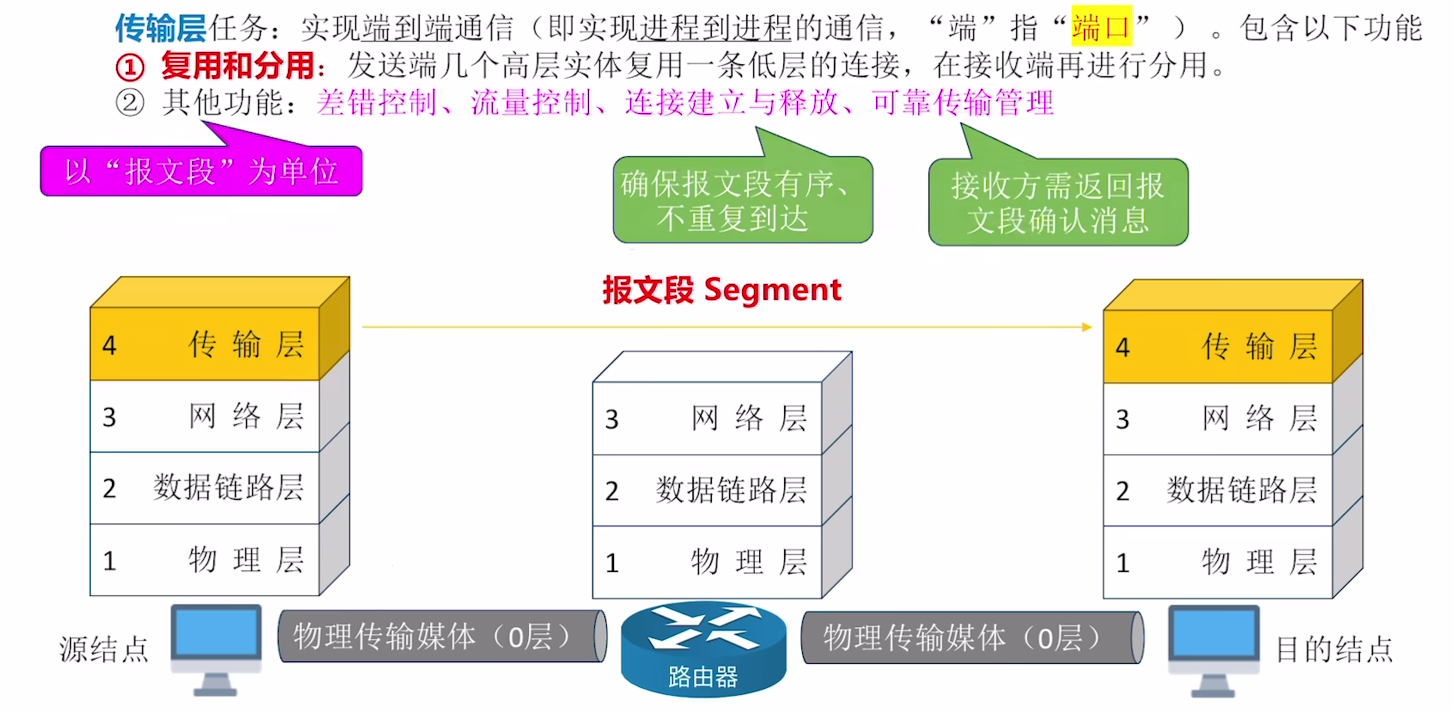 传输层任务：实现端到端通信（即实现进程到进程的通信，“端”指“端口”）。包含以下功能
① 复用和分用：发送端几个高层实体复用一条低层的连接，在接收端再进行分用。
② 其他功能：差错控制、流量控制、连接建立与释放、可靠传输管理
以“报文段”为单位
确保报文段有序、
不重复到达
接收方需返回报
文段确认消息
报文段 Segment
4 传输层
3 网络层
2 数据链路层
1 物理层
3 网络层
2 数据链路层
1 物理层
4 传输层
3 网络层
2 数据链路层
1 物理层
源结点
物理传输媒体（0层）
路由器
物理传输媒体（0层）
目的结点